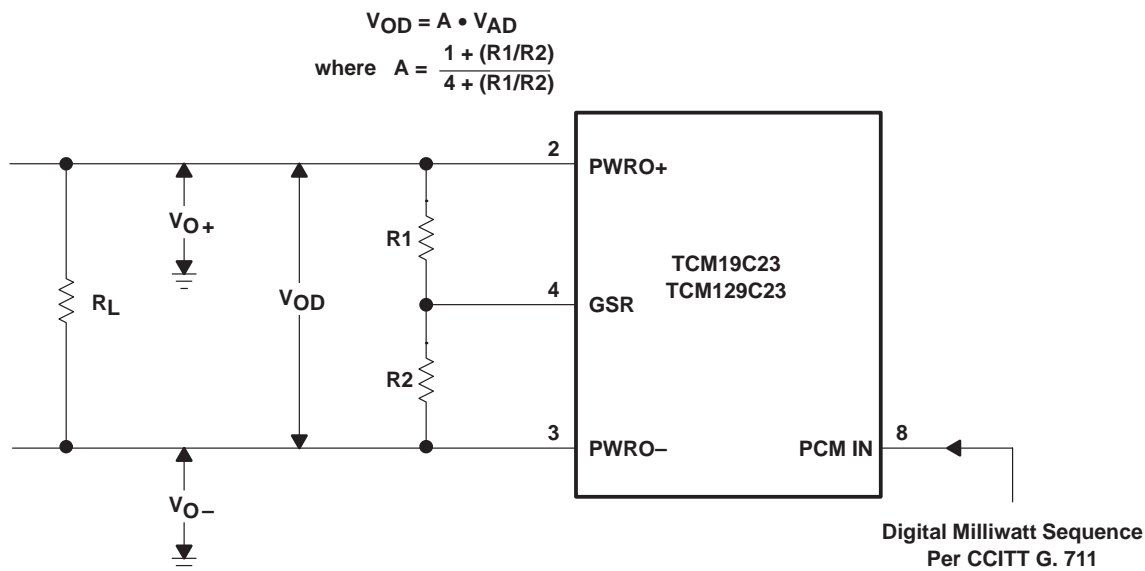 VOD = A • VAD
where A = 1 + (R1/R2)
4 + (R1/R2)
2
PWRO+
VO+
R1
TCM19C23
TCM129C23
RL
VOD
4
GSR
R2
3
PWRO–
PCM IN
8
VO–
Digital Milliwatt Sequence
Per CCITT G. 711